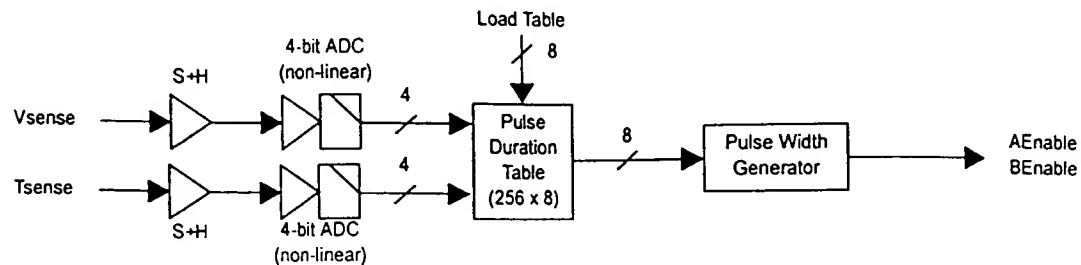 Load Table
8
4-bit ADC
(non-linear)
S+H
4
Vsense
Pulse
Duration
Table
(256 x 8)
8
Pulse Width
Generator
AEnable
BEnable
Tsense
4
S+H
4-bit ADC
(non-linear)